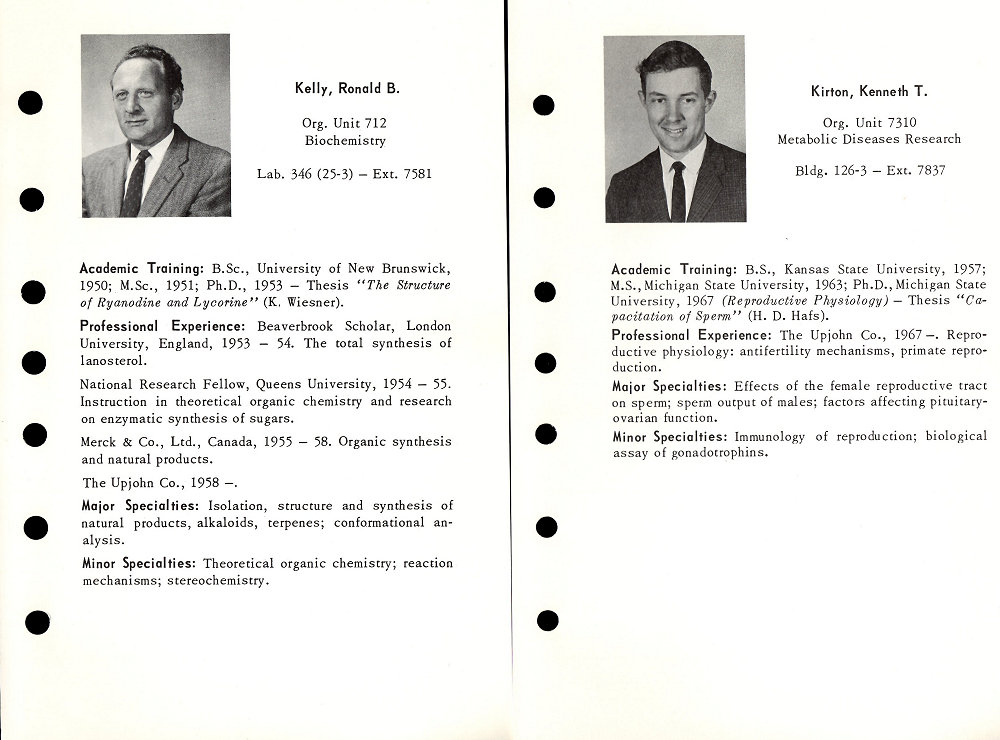 Kelly, Ronald B.
Org. Unit 712
Biochemistry
Lab. 346 (25-3) – Ext. 7581
Academic Training: B.Sc., University of New Brunswick,
1950; M.Sc., 1951; Ph.D., 1953 – Thesis "The Structure
of Ryanodine and Lycorine" (K. Wiesner).
Professional Experience: Beaverbrook Scholar, London
University, England, 1953 – 54. The total synthesis of
lanosterol.
National Research Fellow, Queens University, 1954 – 55.
Instruction in theoretical organic chemistry and research
on enzymatic synthesis of sugars.
Merck & Co., Ltd., Canada, 1955 – 58. Organic synthesis
and natural products.
The Upjohn Co., 1958 –.
Major Specialties: Isolation, structure and synthesis of
natural products, alkaloids, terpenes; conformational an-
alysis.
Minor Specialties: Theoretical organic chemistry; reaction
mechanisms; stereochemistry.
Kirton, Kenneth T.
Org. Unit 7310
Metabolic Diseases Research
Bldg. 126-3 – Ext. 7837
Academic Training: B.S., Kansas State University, 1957;
M.S., Michigan State University, 1963; Ph.D., Michigan State
University, 1967 (Reproductive Physiology) – Thesis "Ca-
pacitation of Sperm" (H. D. Hafs).
Professional Experience: The Upjohn Co., 1967 –. Repro-
ductive physiology: antifertility mechanisms, primate repro-
duction.
Major Specialties: Effects of the female reproductive tract
on sperm; sperm output of males; factors affecting pituitary-
ovarian function.
Minor Specialties: Immunology of reproduction; biological
assay of gonadotrophins.